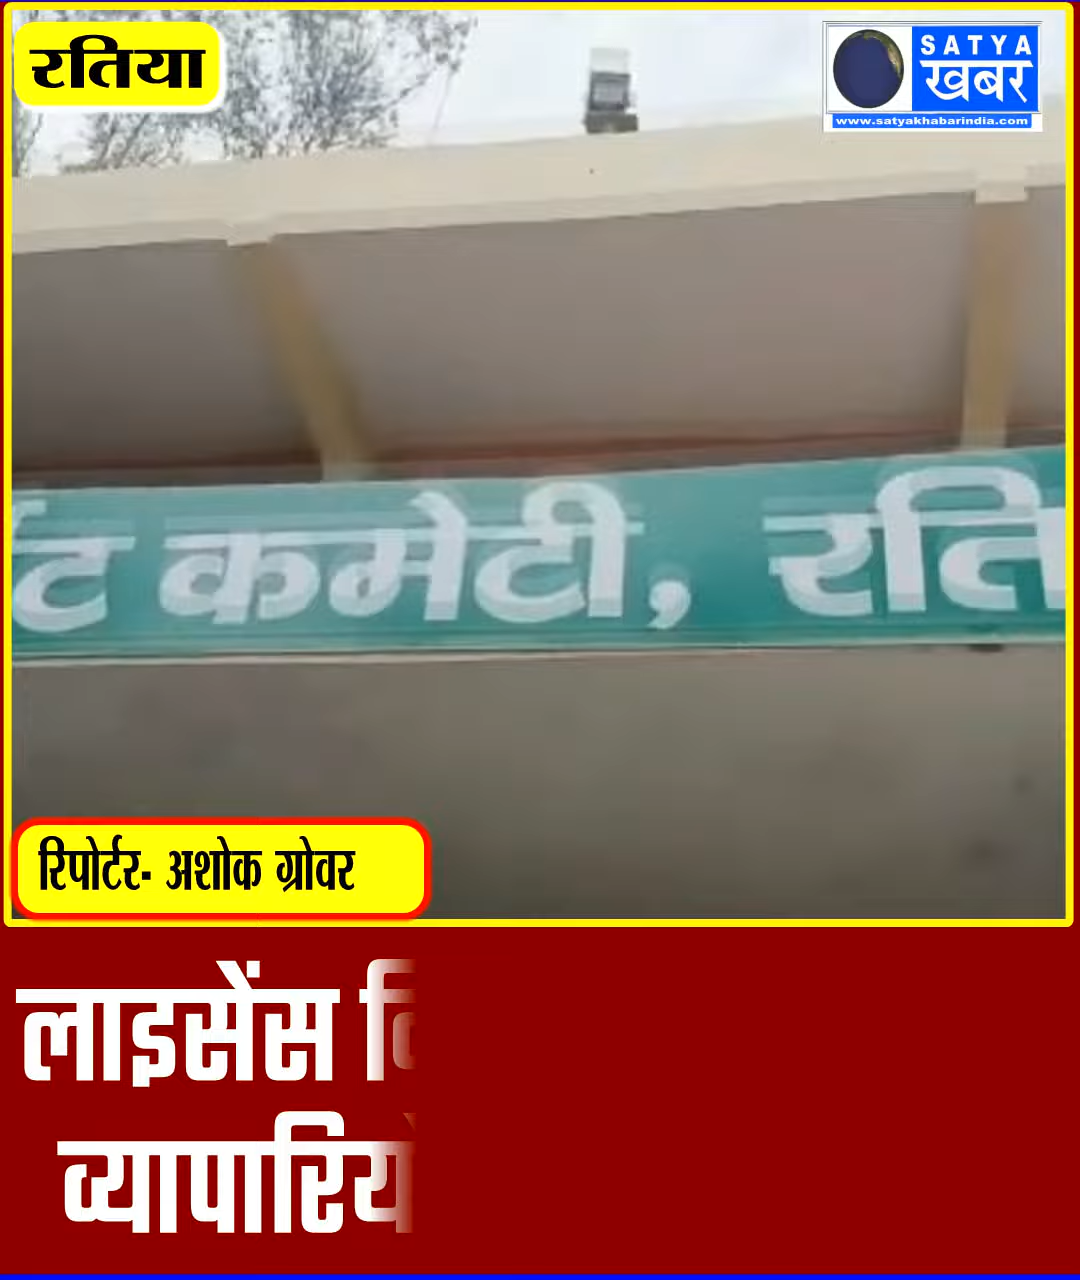 रतिया
SATYA
खबर
www.satyakhabarindia.com
कमेटी,
रिपोर्टर- अशोक ग्रोवर
लाइसेंस